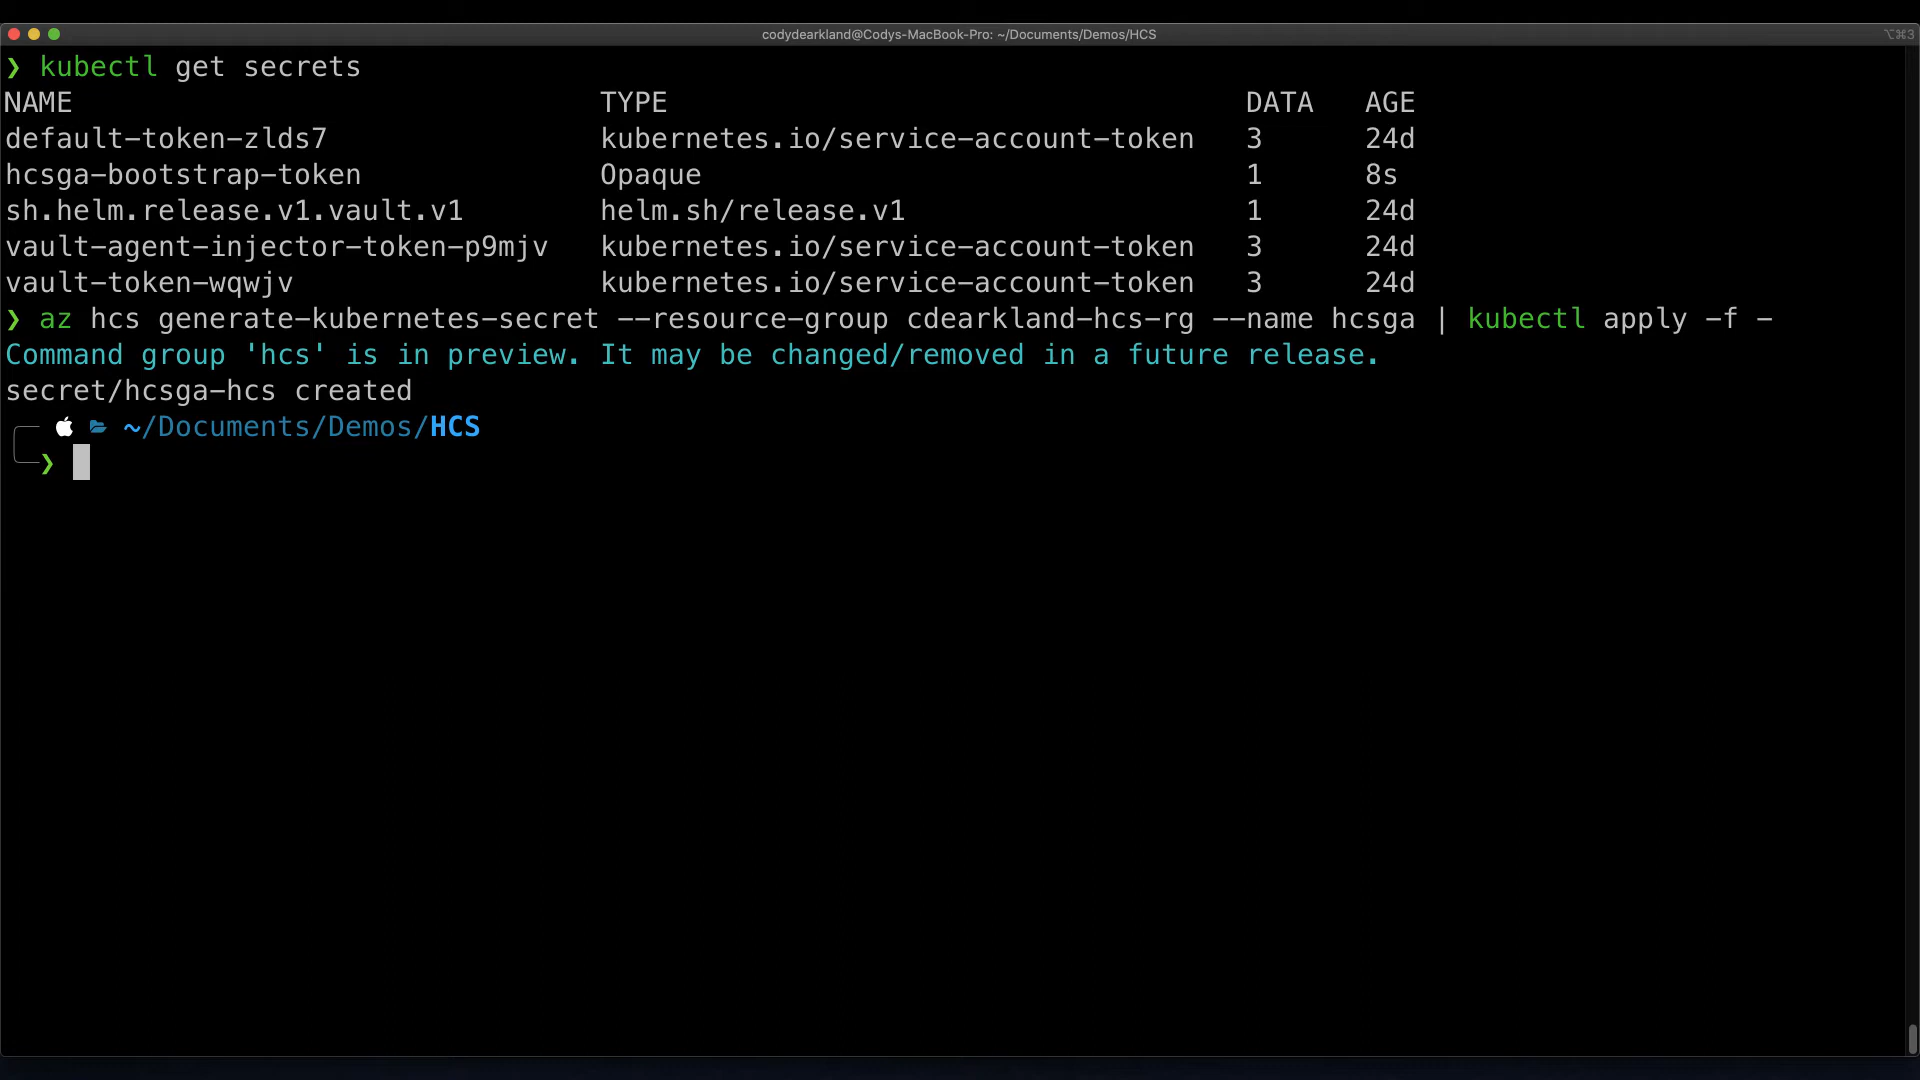 codydearkland@Codys-MacBook-Pro: ~/Documents/Demos/HCS
⌥⌘3
❯ kubectl get secrets
NAME TYPE DATA AGE
default-token-zlds7 kubernetes.io/service-account-token 3 24d
hcsga-bootstrap-token Opaque 1 8s
sh.helm.release.v1.vault.v1 helm.sh/release.v1 1 24d
vault-agent-injector-token-p9mjv kubernetes.io/service-account-token 3 24d
vault-token-wqwjv kubernetes.io/service-account-token 3 24d
❯ az hcs generate-kubernetes-secret --resource-group cdearkland-hcs-rg --name hcsga | kubectl apply -f -
Command group 'hcs' is in preview. It may be changed/removed in a future release.
secret/hcsga-hcs created
~/Documents/Demos/HCS
❯